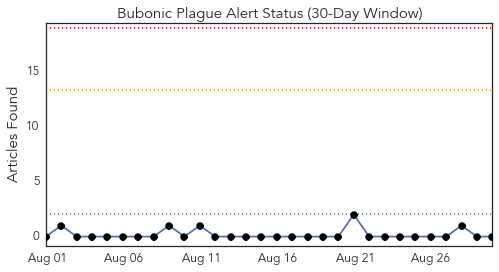 Bubonic Plague Alert Status (30-Day Window)
Articles Found
15
10
5
0
Aug 01 Aug 06 Aug 11 Aug 16 Aug 21 Aug 26